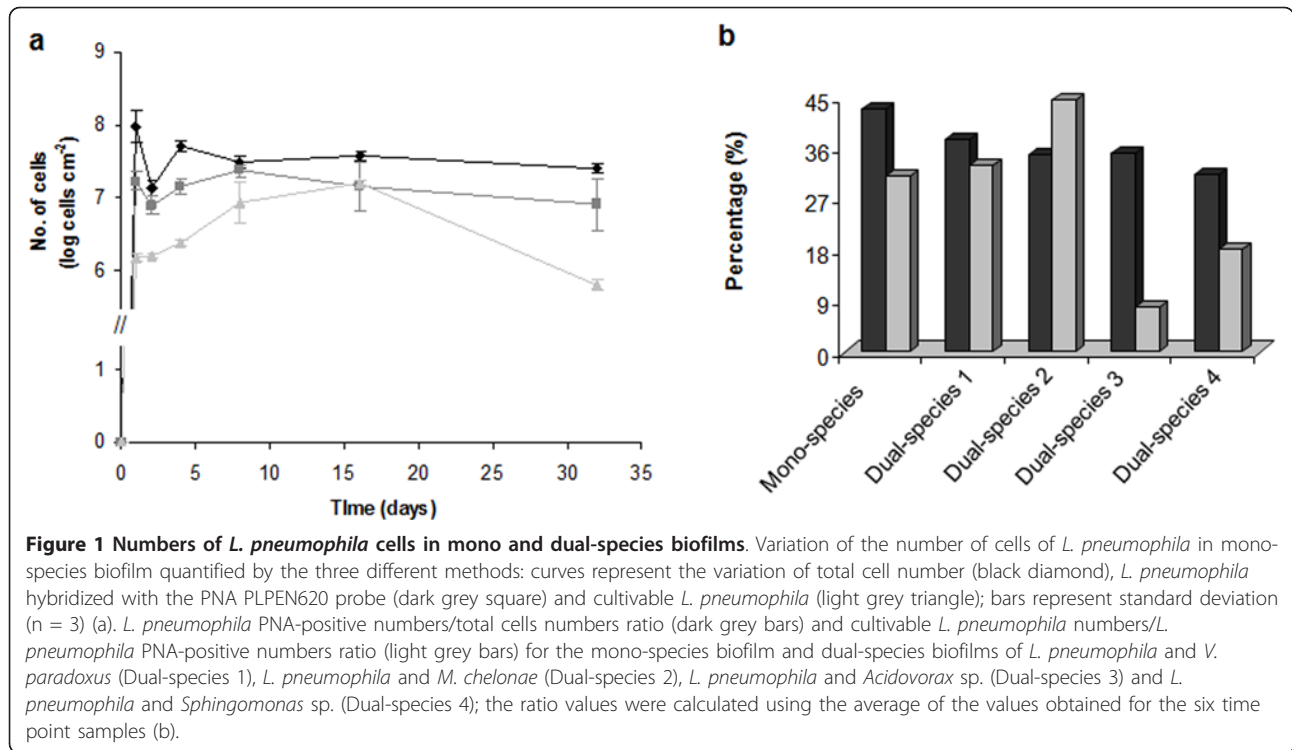 a
9
8
7
6
//
1
0
No. of cells
(log cells cm⁻²)
0 5 10 15 20 25 30 35
TIme (days)
b
45
36
27
18
9
0
Percentage (%)
Mono-species
Dual-species 1
Dual-species 2
Dual-species 3
Dual-species 4
Figure 1 Numbers of L. pneumophila cells in mono and dual-species biofilms. Variation of the number of cells of L. pneumophila in mono-
species biofilm quantified by the three different methods: curves represent the variation of total cell number (black diamond), L. pneumophila
hybridized with the PNA PLPEN620 probe (dark grey square) and cultivable L. pneumophila (light grey triangle); bars represent standard deviation
(n = 3) (a). L. pneumophila PNA-positive numbers/total cells numbers ratio (dark grey bars) and cultivable L. pneumophila numbers/L.
pneumophila PNA-positive numbers ratio (light grey bars) for the mono-species biofilm and dual-species biofilms of L. pneumophila and V.
paradoxus (Dual-species 1), L. pneumophila and M. chelonae (Dual-species 2), L. pneumophila and Acidovorax sp. (Dual-species 3) and L.
pneumophila and Sphingomonas sp. (Dual-species 4); the ratio values were calculated using the average of the values obtained for the six time
point samples (b).